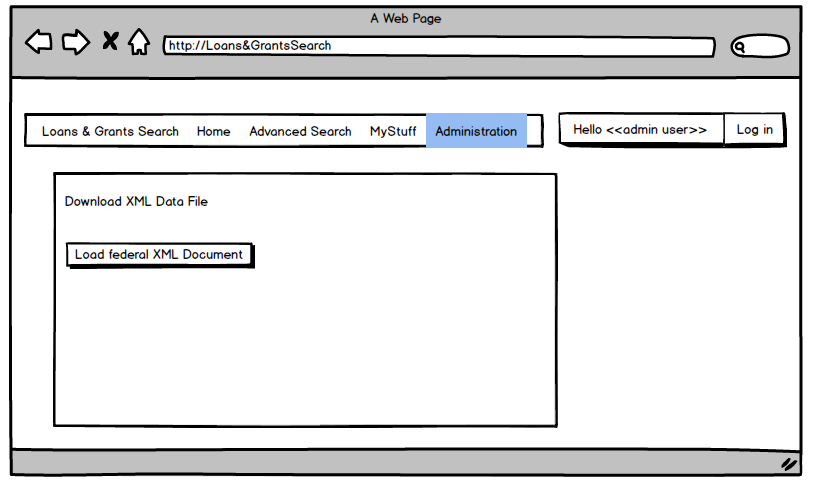 A Web Page
http://Loans&GrantsSearch
Loans & Grants Search Home Advanced Search MyStuff Administration
Hello <<admin user>> Log in
Download XML Data File
Load federal XML Document